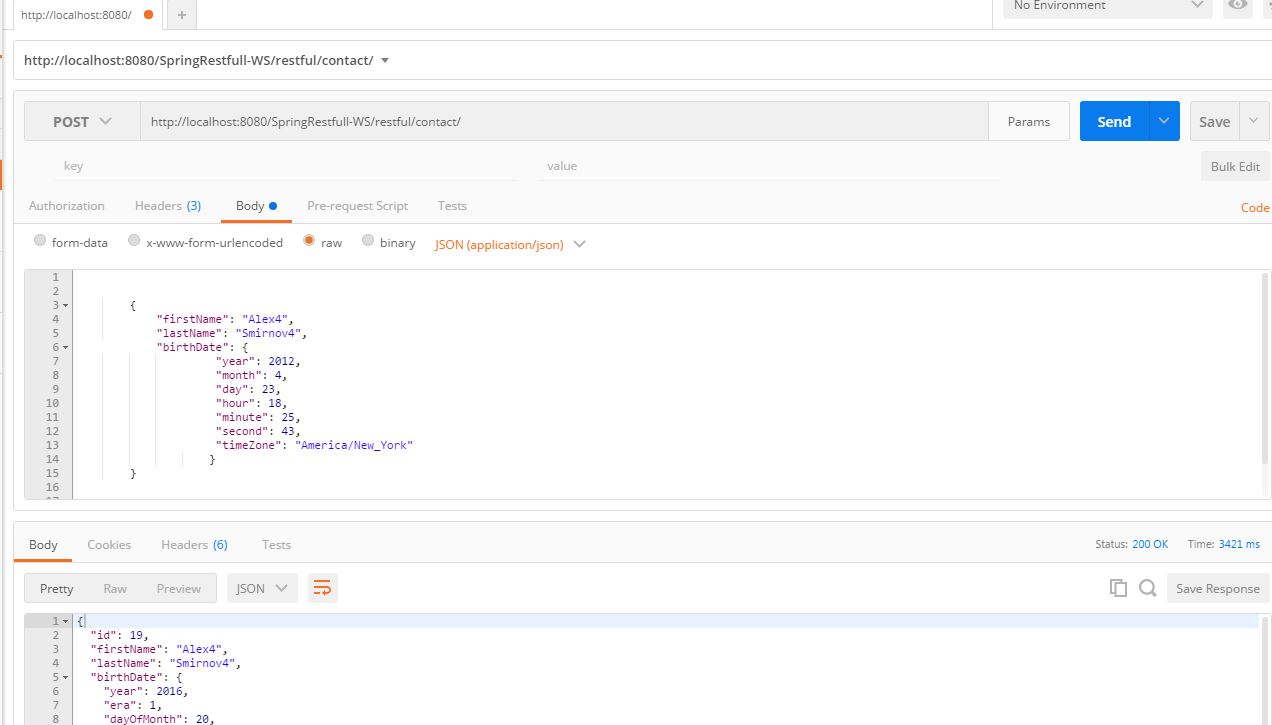 http://localhost:8080/
+
No Environment
http://localhost:8080/SpringRestfull-WS/restful/contact/
POST http://localhost:8080/SpringRestfull-WS/restful/contact/ Params Send Save
key value Bulk Edit
Authorization Headers (3) Body Pre-request Script Tests Code
form-data x-www-form-urlencoded raw binary JSON (application/json)
1
2
3 {
4 "firstName": "Alex4",
5 "lastName": "Smirnov4",
6 "birthDate": {
7 "year": 2012,
8 "month": 4,
9 "day": 23,
10 "hour": 18,
11 "minute": 25,
12 "second": 43,
13 "timeZone": "America/New_York"
14 }
15 }
16
Body Cookies Headers (6) Tests Status: 200 OK Time: 3421 ms
Pretty Raw Preview JSON Save Response
1 {
2 "id": 19,
3 "firstName": "Alex4",
4 "lastName": "Smirnov4",
5 "birthDate": {
6 "year": 2016,
7 "era": 1,
8 "dayOfMonth": 20,